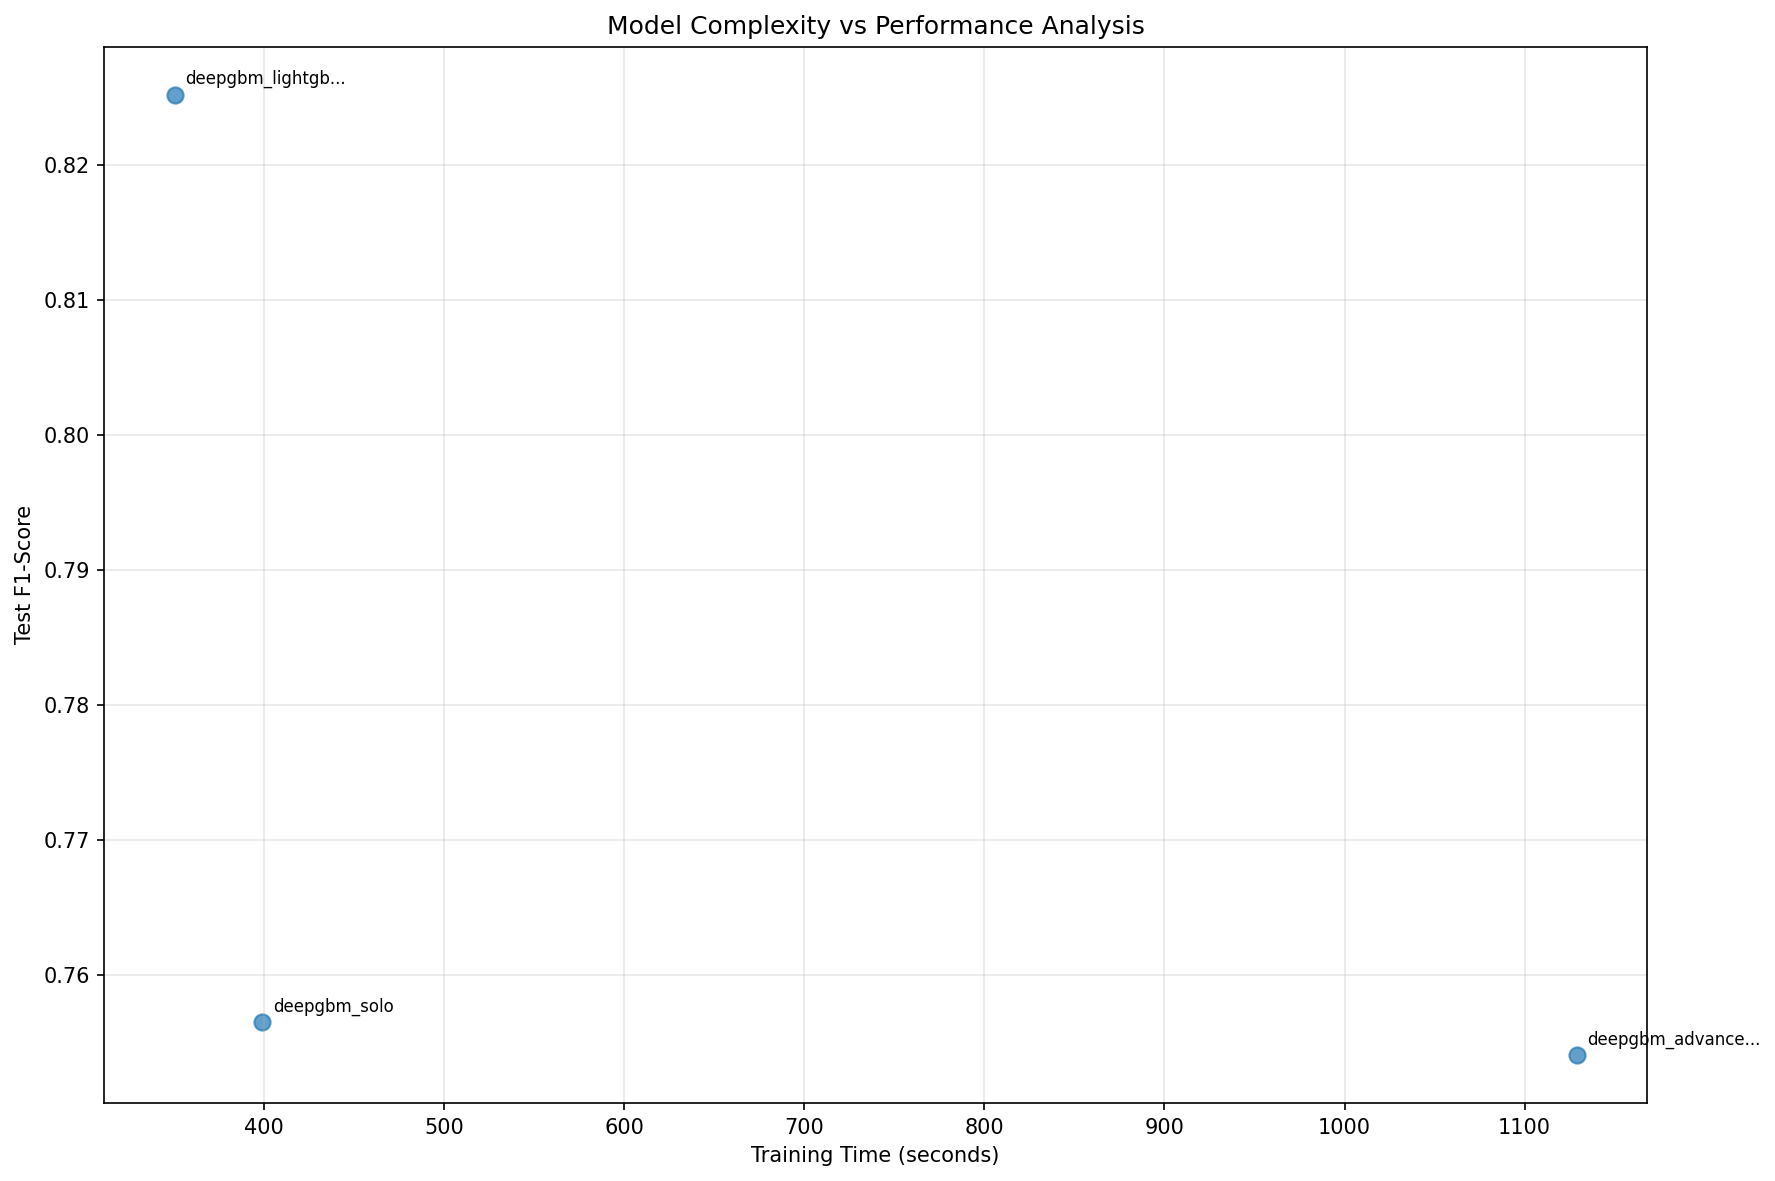 Model Complexity vs Performance Analysis
deepgbm_lightgb...
0.82
0.81
0.80
0.79
Test F1-Score
0.78
0.77
0.76
deepgbm_solo
deepgbm_advance...
400 500 600 700 800 900 1000 1100
Training Time (seconds)